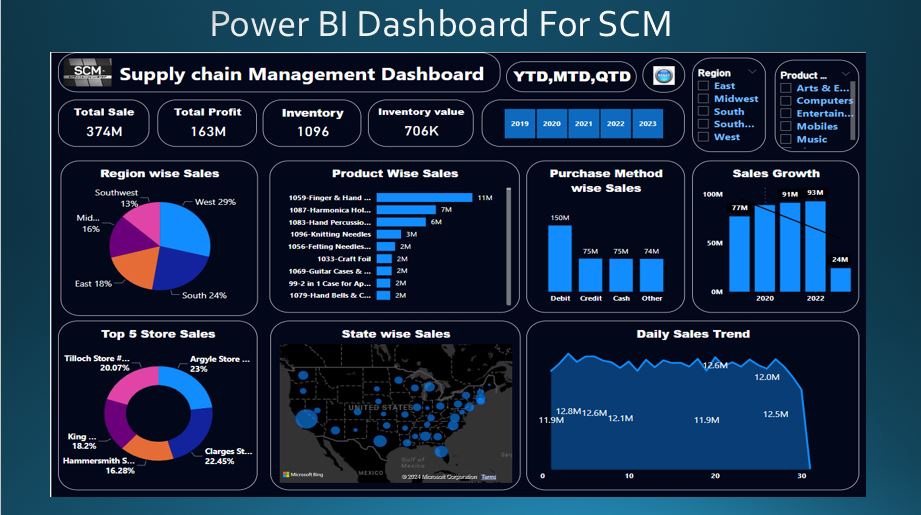 Power BI Dashboard For SCM
SCM
Supply chain Management Dashboard
YTD,MTD,QTD
Region
East
Midwest
South
South...
West
Product ...
Arts & E...
Computers
Entertain...
Mobiles
Music
Total Sale
374M
Total Profit
163M
Inventory
1096
Inventory value
706K
2019
2020
2021
2022
2023
Region wise Sales
Southwest
13%
West 29%
Mid...
16%
East 18%
South 24%
Product Wise Sales
1059-Finger & Hand ...
11M
1087-Harmonica Hol...
7M
1083-Hand Percussio...
6M
1096-Knitting Needles
3M
1056-Felting Needles...
2M
1033-Craft Foil
2M
1069-Guitar Cases & ...
2M
99-2 in 1 Case for Ap...
2M
1079-Hand Bells & C...
2M
Purchase Method
wise Sales
150M
75M
75M
74M
Debit
Credit
Cash
Other
Sales Growth
100M
50M
0M
77M
91M
93M
24M
2020
2022
Top 5 Store Sales
Tilloch Store #...
20.07%
Argyle Store ...
23%
King ...
18.2%
Hammersmith S...
16.28%
Clarges St...
22.45%
State wise Sales
UNITED STATES
Gulf of
Mexico
MEXICO
Microsoft Bing
© 2024 Microsoft Corporation
Terms
Daily Sales Trend
11.9M
12.8M
12.6M
12.1M
11.9M
12.6M
12.0M
12.5M
0
10
20
30